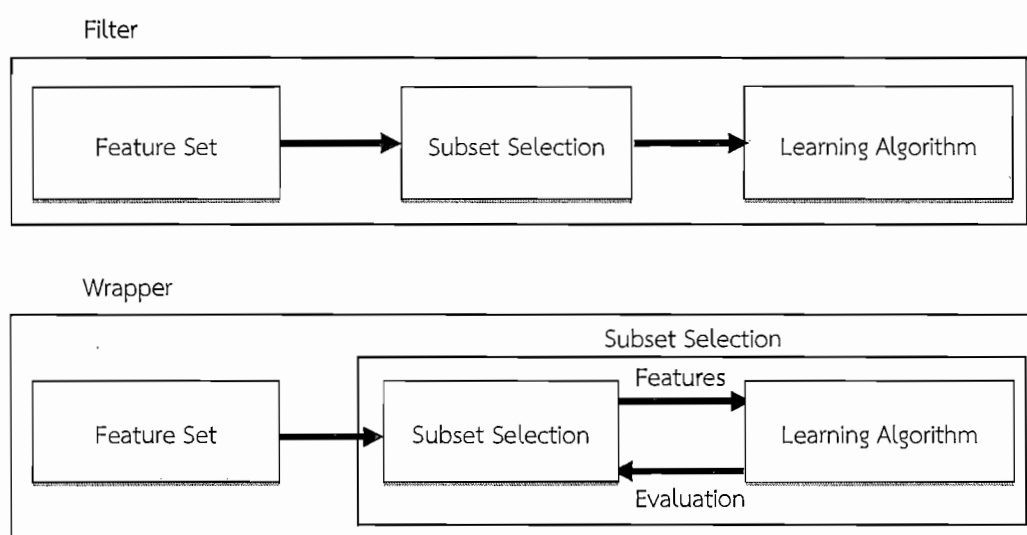 Filter
Feature Set
Subset Selection
Learning Algorithm
Wrapper
Subset Selection
Features
Feature Set
Subset Selection
Learning Algorithm
Evaluation